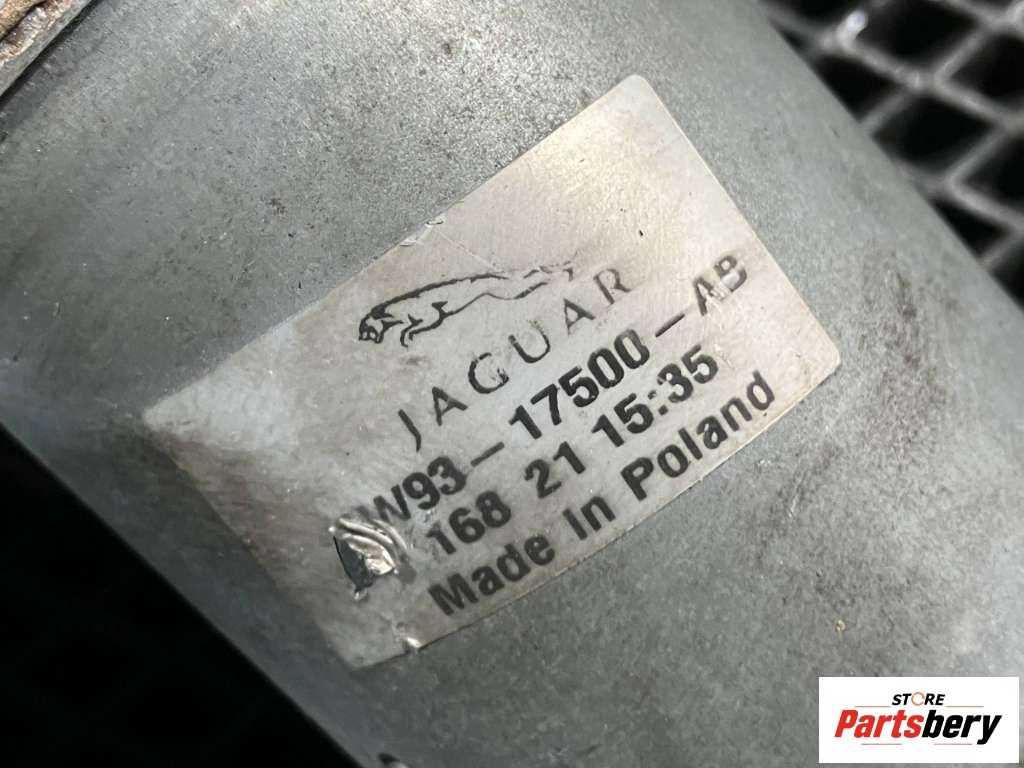 JAGUAR
W93-17500-AB
168 21 15:35
Made In Poland
STORE
Partsbery